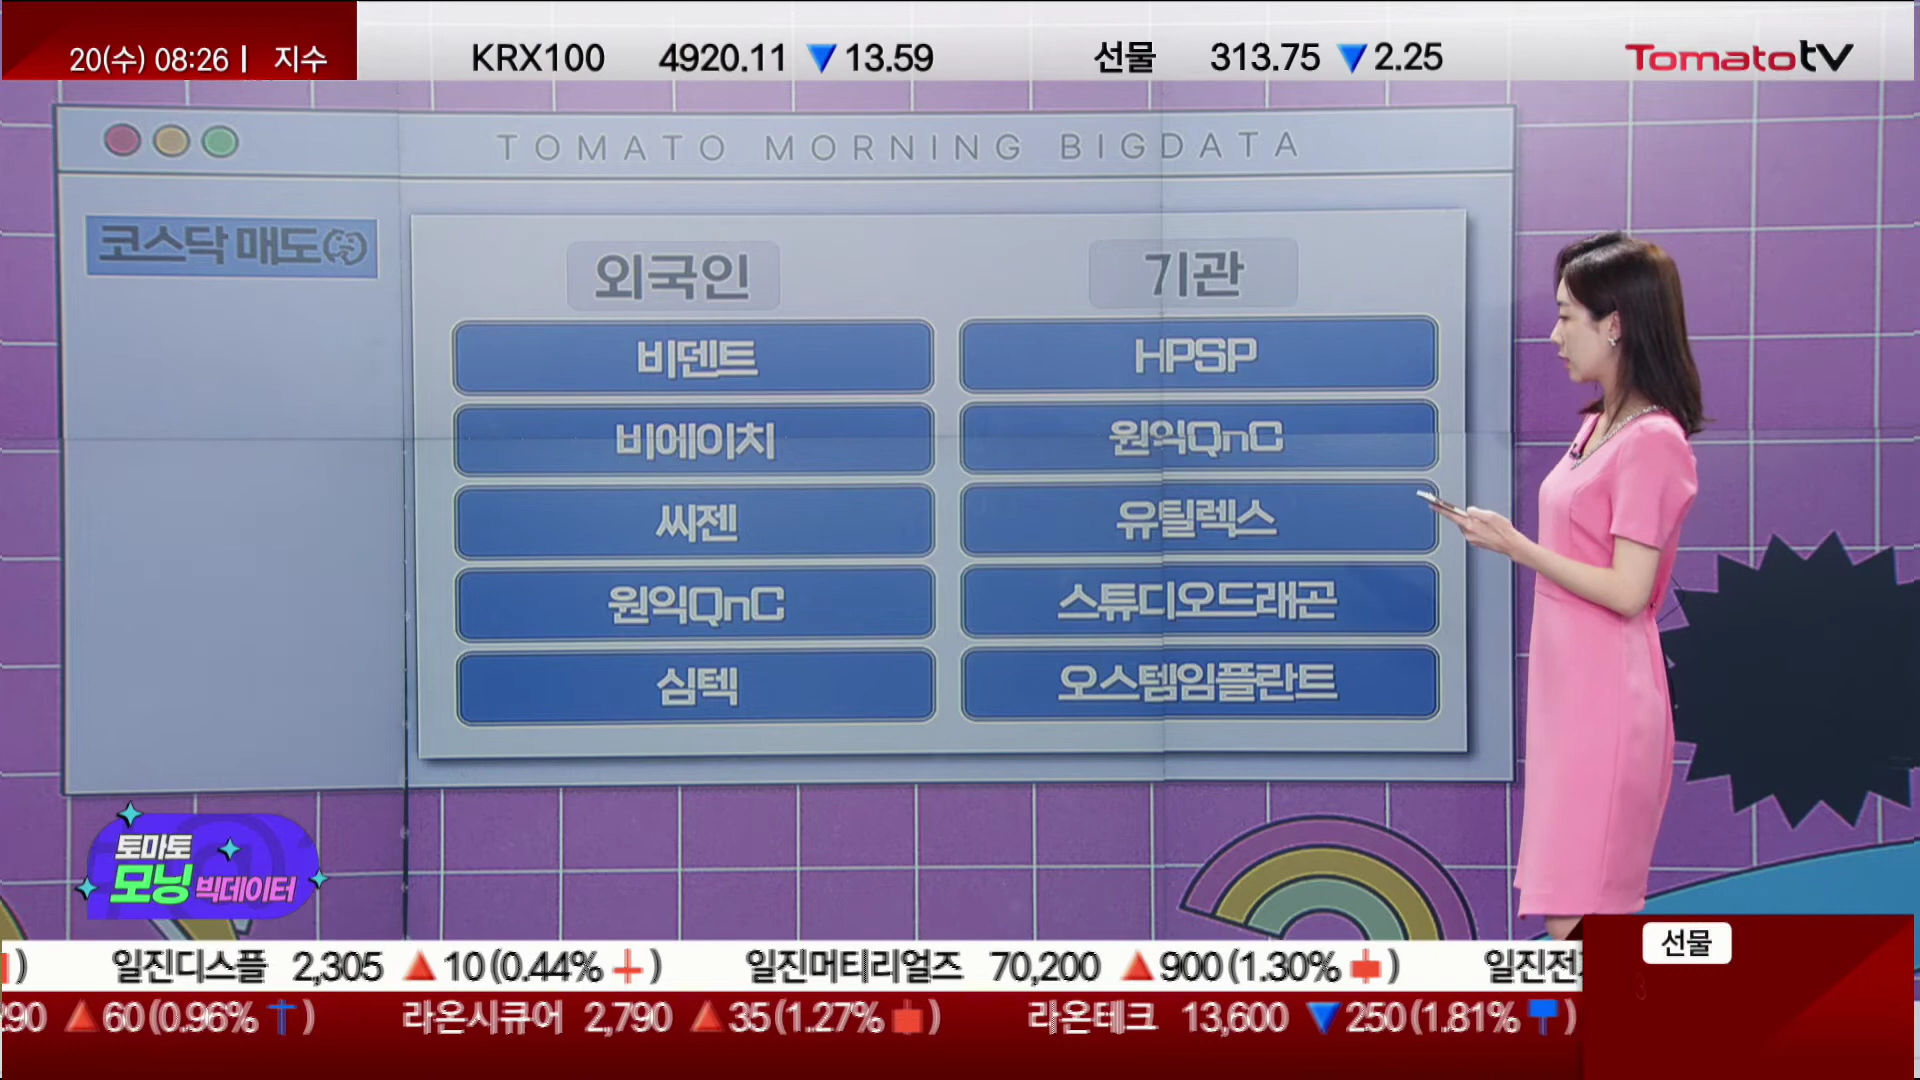 20(수) 08:26 | 지수 KRX100 4920.11 ▼13.59 선물 313.75 ▼2.25 TomatoTV
TOMATO MORNING BIGDATA
코스닥 매도
외국인 기관
비덴트 HPSP
비에이치 원익QnC
씨젠 유틸렉스
원익QnC 스튜디오드래곤
심텍 오스템임플란트
토마토
모닝 빅데이터
선물
) 일진디스플 2,305 ▲10(0.44% ) 일진머티리얼즈 70,200 ▲900(1.30% ) 일진전
290 ▲60(0.96% ) 라온시큐어 2,790 ▲35(1.27% ) 라온테크 13,600 ▼250(1.81% )